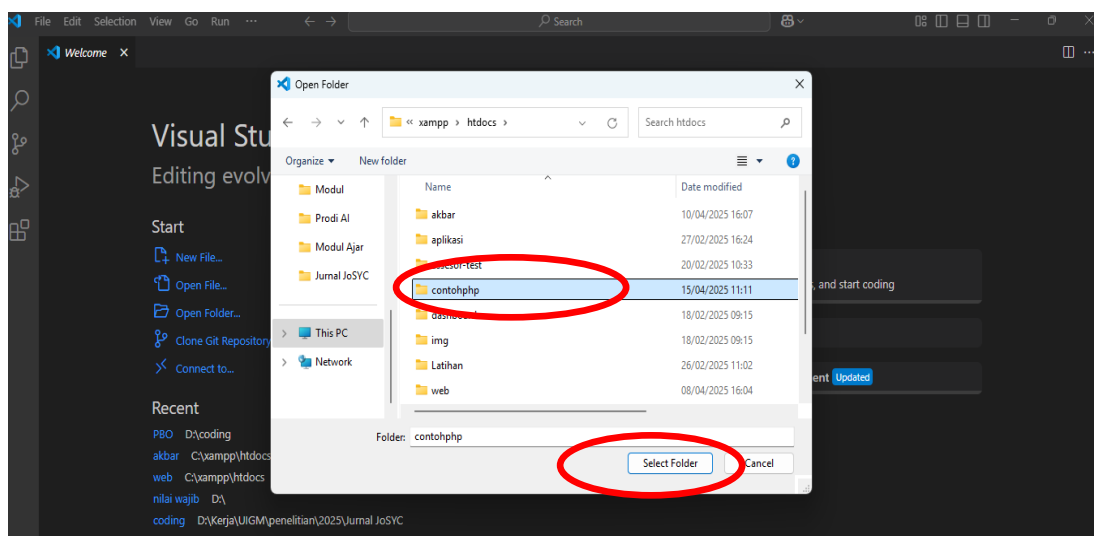 File Edit Selection View Go Run ··· Search
Welcome
Open Folder
« xampp › htdocs › Search htdocs
Organize New folder
Name Date modified
Modul
Prodi AI
Modul Ajar
Jurnal JoSYC
This PC
Network
akbar 10/04/2025 16:07
aplikasi 27/02/2025 16:24
20/02/2025 10:33
contohphp 15/04/2025 11:11
18/02/2025 09:15
img 18/02/2025 09:15
Latihan 26/02/2025 11:02
web 08/04/2025 16:04
Folder: contohphp
Select Folder Cancel
Visual Stu
Editing evolv
Start
New File...
Open File...
Open Folder...
Clone Git Repository
Connect to...
Recent
PBO D:\coding
akbar C:\xampp\htdocs
web C:\xampp\htdocs
nilai wajib D:\
coding D:\Kerja\UIGM\penelitian\2025\Jurnal JoSYC
, and start coding
ent Updated